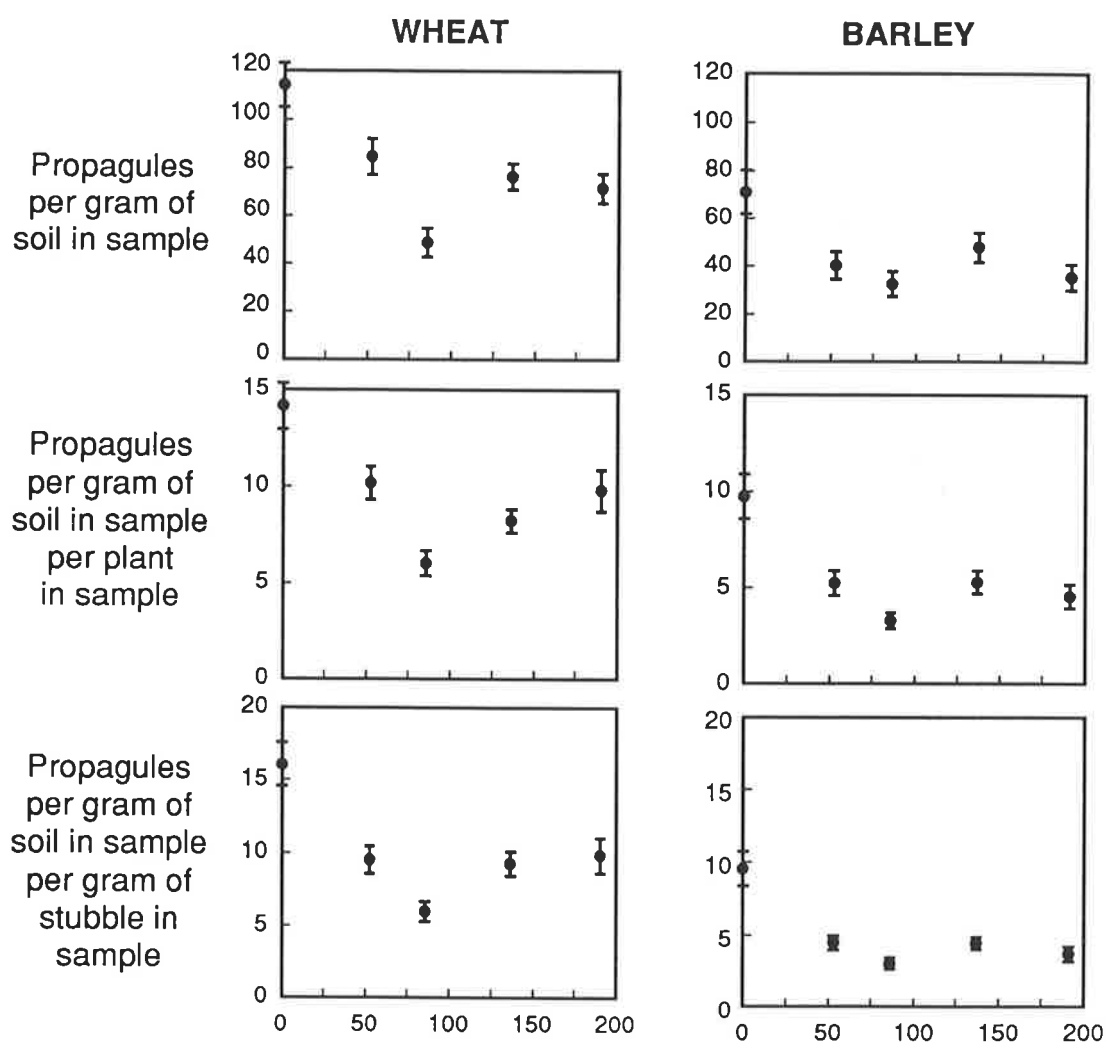 WHEAT
BARLEY
Propagules
per gram of
soil in sample
120
100
80
60
40
20
0
120
100
80
60
40
20
0
Propagules
per gram of
soil in sample
per plant
in sample
15
10
5
0
15
10
5
0
Propagules
per gram of
soil in sample
per gram of
stubble in
sample
20
15
10
5
0
20
15
10
5
0
0 50 100 150 200
0 50 100 150 200